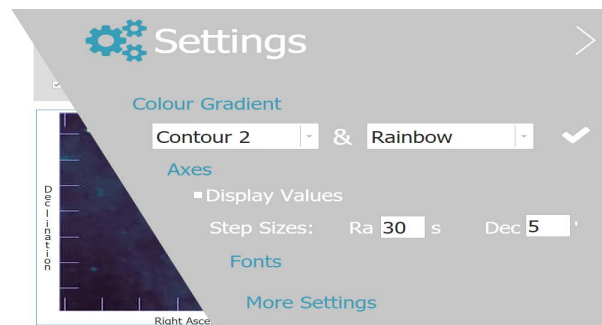 Settings
Colour Gradient
Contour 2 & Rainbow
Axes
Display Values
Step Sizes: Ra 30 s Dec 5 '
Fonts
More Settings
Declination
Right Asce